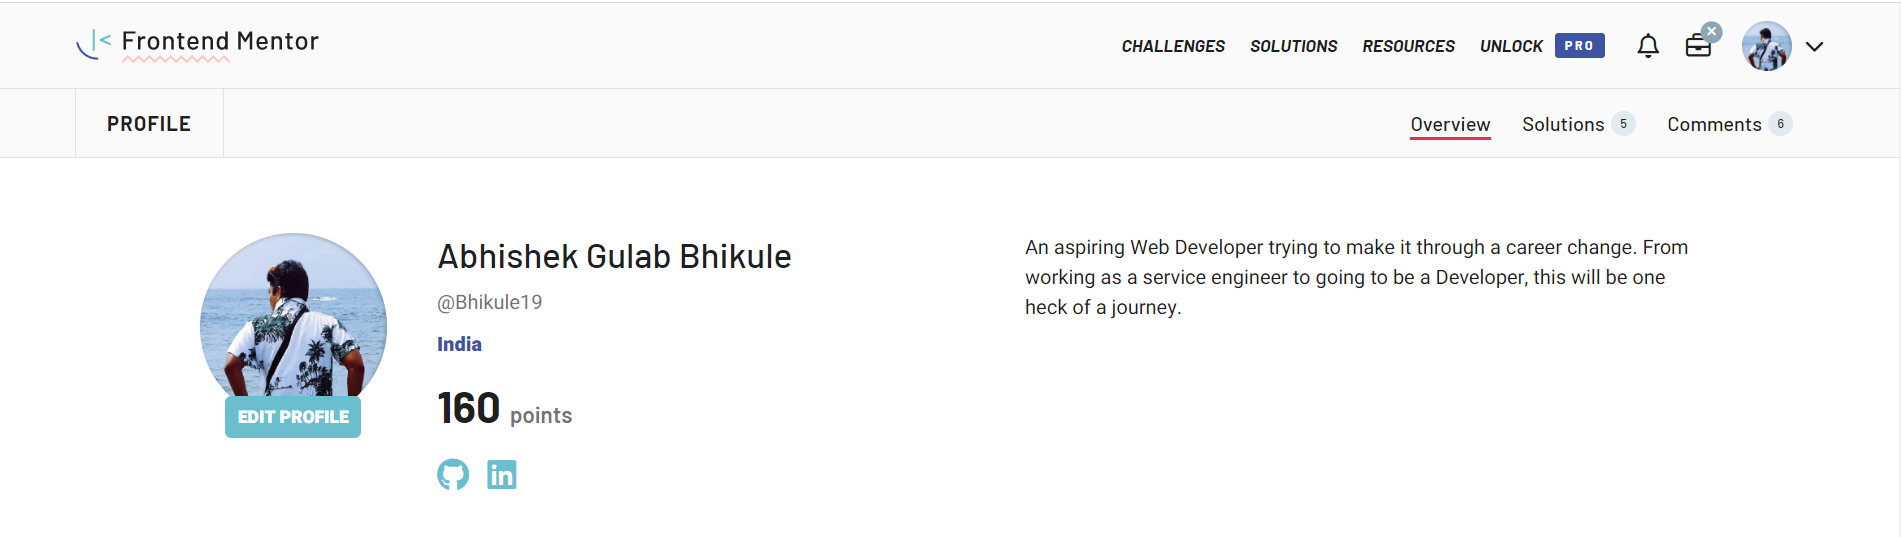 Frontend Mentor
CHALLENGES SOLUTIONS RESOURCES UNLOCK PRO
PROFILE
Overview Solutions 5 Comments 6
Abhishek Gulab Bhikule
@Bhikule19
India
160 points
EDIT PROFILE
in
An aspiring Web Developer trying to make it through a career change. From
working as a service engineer to going to be a Developer, this will be one
heck of a journey.